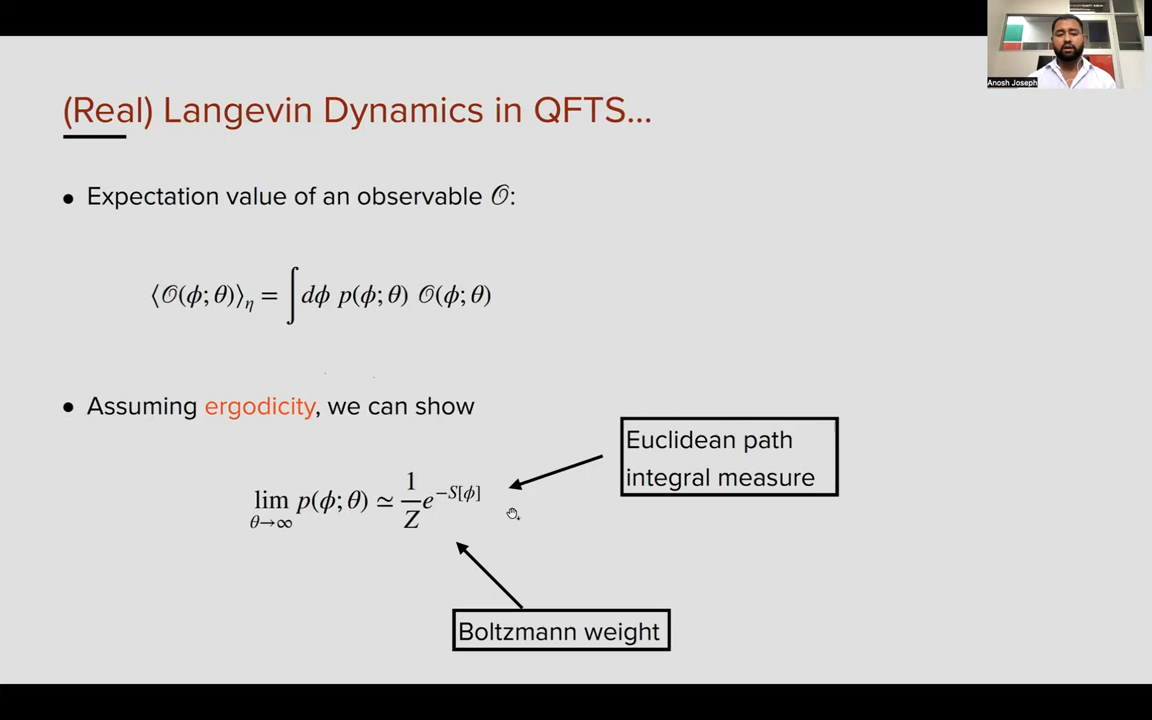 Anosh Joseph
(Real) Langevin Dynamics in QFTS...
• Expectation value of an observable 𝒪:
⟨𝒪(ϕ; θ)⟩_η = ∫ dϕ p(ϕ; θ) 𝒪(ϕ; θ)
• Assuming ergodicity, we can show
Euclidean path
integral measure
lim_{θ→∞} p(ϕ; θ) ≃ 1/Z e^{−S[ϕ]}
Boltzmann weight